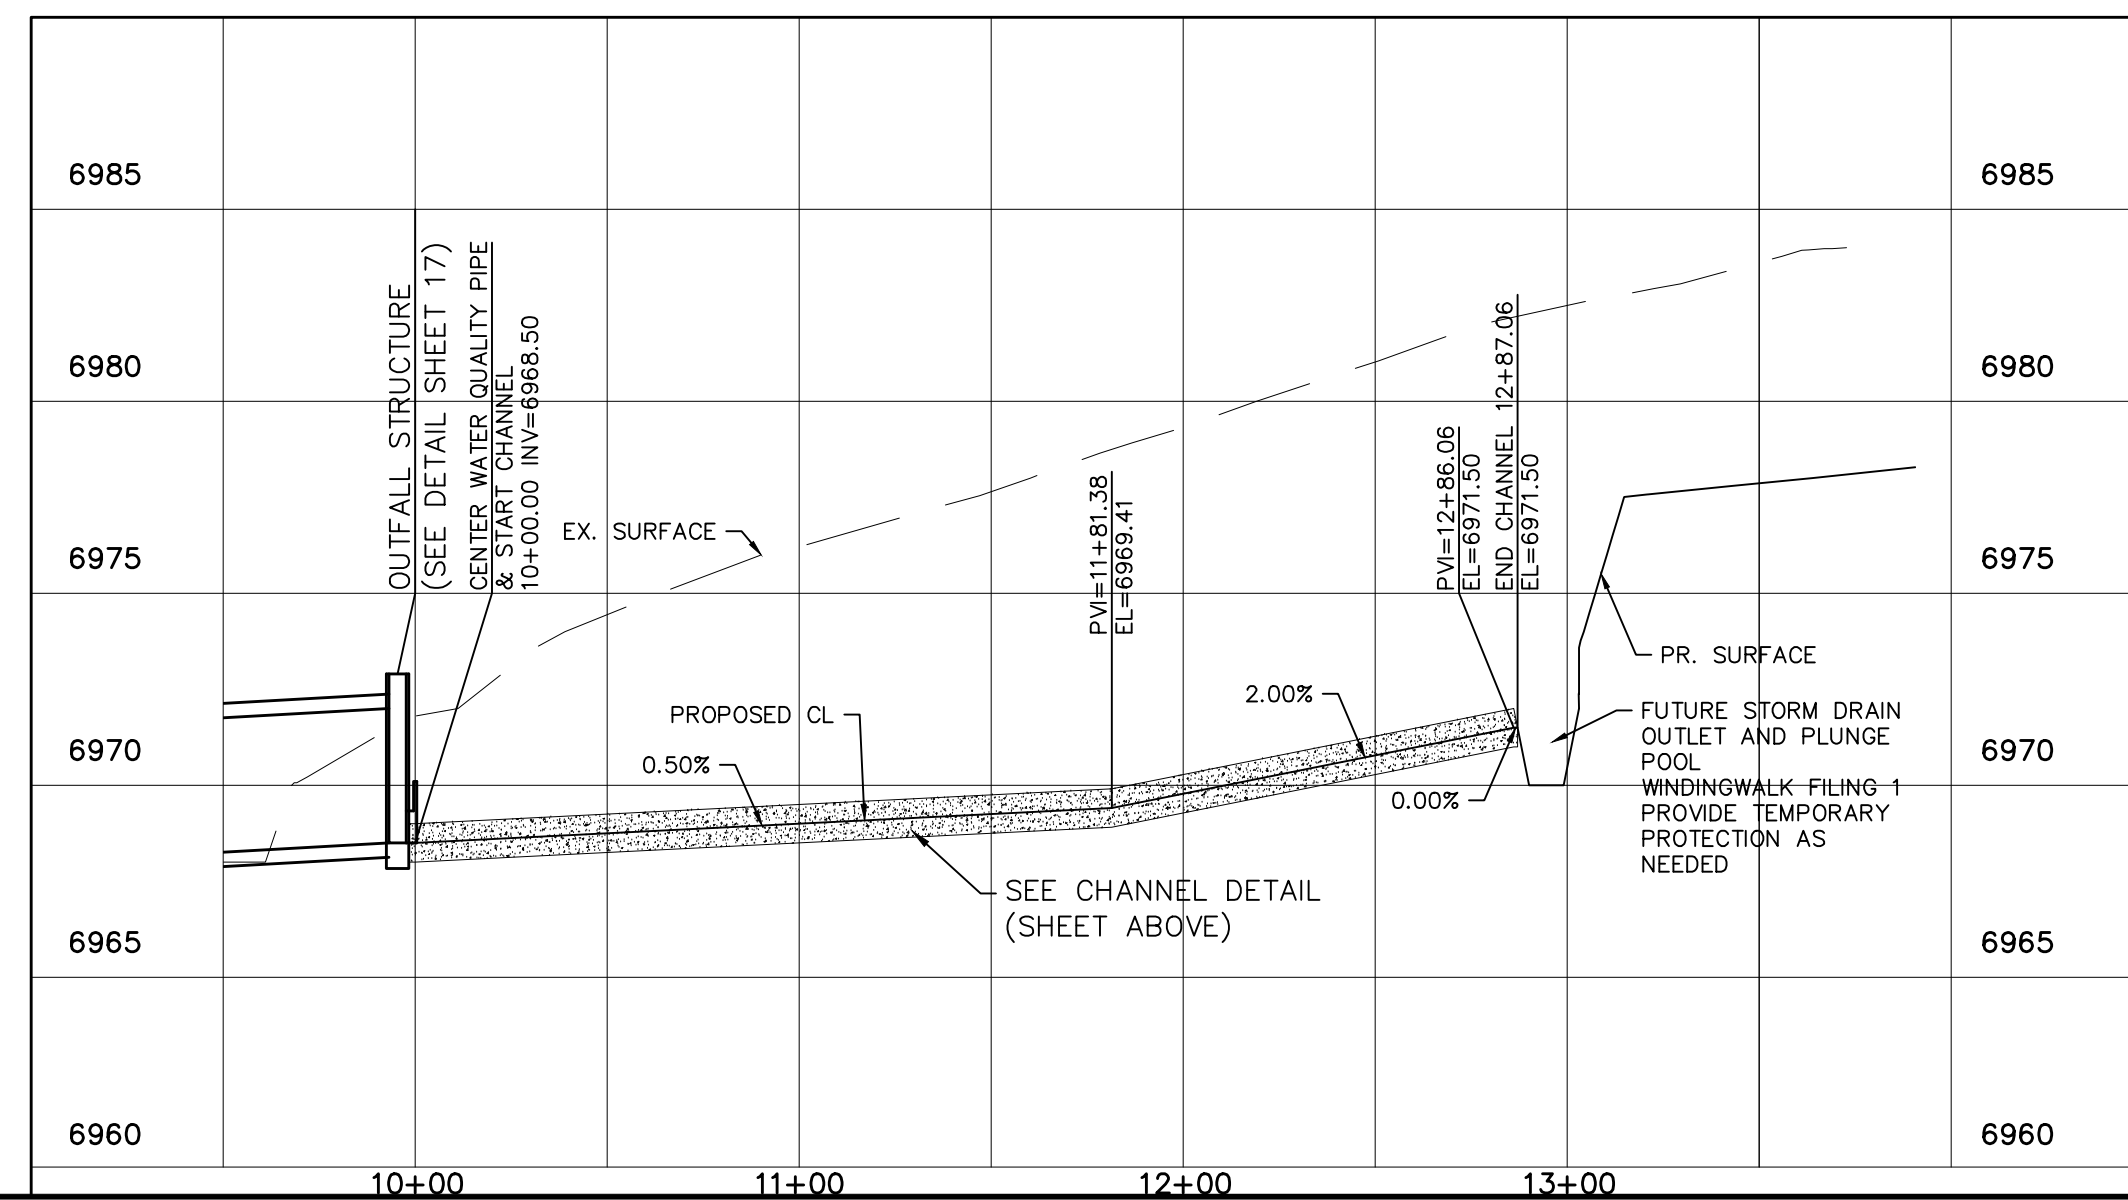 6985
6985
6980
6980
6975
6975
6970
6970
6965
6965
6960
6960
OUTFALL STRUCTURE
(SEE DETAIL SHEET 17)
CENTER WATER QUALITY PIPE
& START CHANNEL
10+00.00 INV=6968.50
EX. SURFACE
PVI=11+81.38
EL=6969.41
PVI=12+86.06
EL=6971.50
END CHANNEL 12+87.06
EL=6971.50
PR. SURFACE
PROPOSED CL
0.50%
2.00%
0.00%
FUTURE STORM DRAIN
OUTLET AND PLUNGE
POOL
WINDINGWALK FILING 1
PROVIDE TEMPORARY
PROTECTION AS
NEEDED
SEE CHANNEL DETAIL
(SHEET ABOVE)
10+00
11+00
12+00
13+00